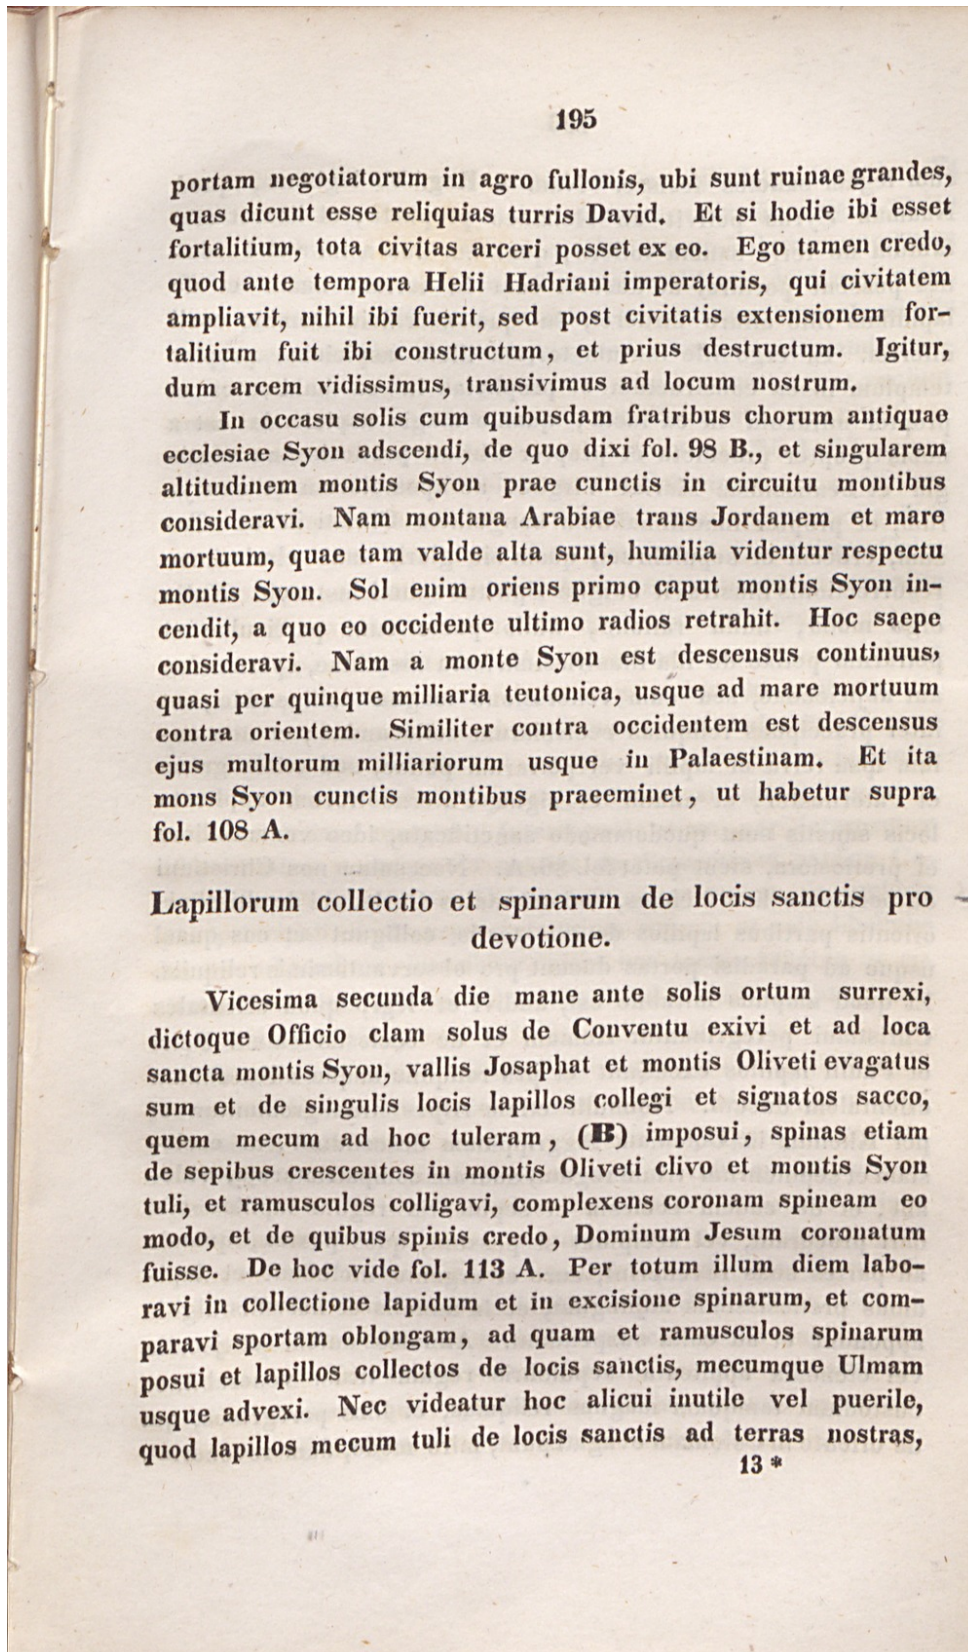 195
portam negotiatorum in agro fullonis, ubi sunt ruinae grandes,
quas dicunt esse reliquias turris David. Et si hodie ibi esset
fortalitium, tota civitas arceri posset ex eo. Ego tamen credo,
quod ante tempora Helii Hadriani imperatoris, qui civitatem
ampliavit, nihil ibi fuerit, sed post civitatis extensionem for-
talitium fuit ibi constructum, et prius destructum. Igitur,
dum arcem vidissimus, transivimus ad locum nostrum.
In occasu solis cum quibusdam fratribus chorum antiquae
ecclesiae Syon adscendi, de quo dixi fol. 98 B., et singularem
altitudinem montis Syon prae cunctis in circuitu montibus
consideravi. Nam montana Arabiae trans Jordanem et mare
mortuum, quae tam valde alta sunt, humilia videntur respectu
montis Syon. Sol enim oriens primo caput montis Syon in-
cendit, a quo eo occidente ultimo radios retrahit. Hoc saepe
consideravi. Nam a monte Syon est descensus continuus,
quasi per quinque milliaria teutonica, usque ad mare mortuum
contra orientem. Similiter contra occidentem est descensus
ejus multorum milliariorum usque in Palaestinam. Et ita
mons Syon cunctis montibus praeeminet, ut habetur supra
fol. 108 A.
Lapillorum collectio et spinarum de locis sanctis pro
devotione.
Vicesima secunda die mane ante solis ortum surrexi,
dictoque Officio clam solus de Conventu exivi et ad loca
sancta montis Syon, vallis Josaphat et montis Oliveti evagatus
sum et de singulis locis lapillos collegi et signatos sacco,
quem mecum ad hoc tuleram, (B) imposui, spinas etiam
de sepibus crescentes in montis Oliveti clivo et montis Syon
tuli, et ramusculos colligavi, complexens coronam spineam eo
modo, et de quibus spinis credo, Dominum Jesum coronatum
fuisse. De hoc vide fol. 113 A. Per totum illum diem labo-
ravi in collectione lapidum et in excisione spinarum, et com-
paravi sportam oblongam, ad quam et ramusculos spinarum
posui et lapillos collectos de locis sanctis, mecumque Ulmam
usque advexi. Nec videatur hoc alicui inutile vel puerile,
quod lapillos mecum tuli de locis sanctis ad terras nostras,
13 *